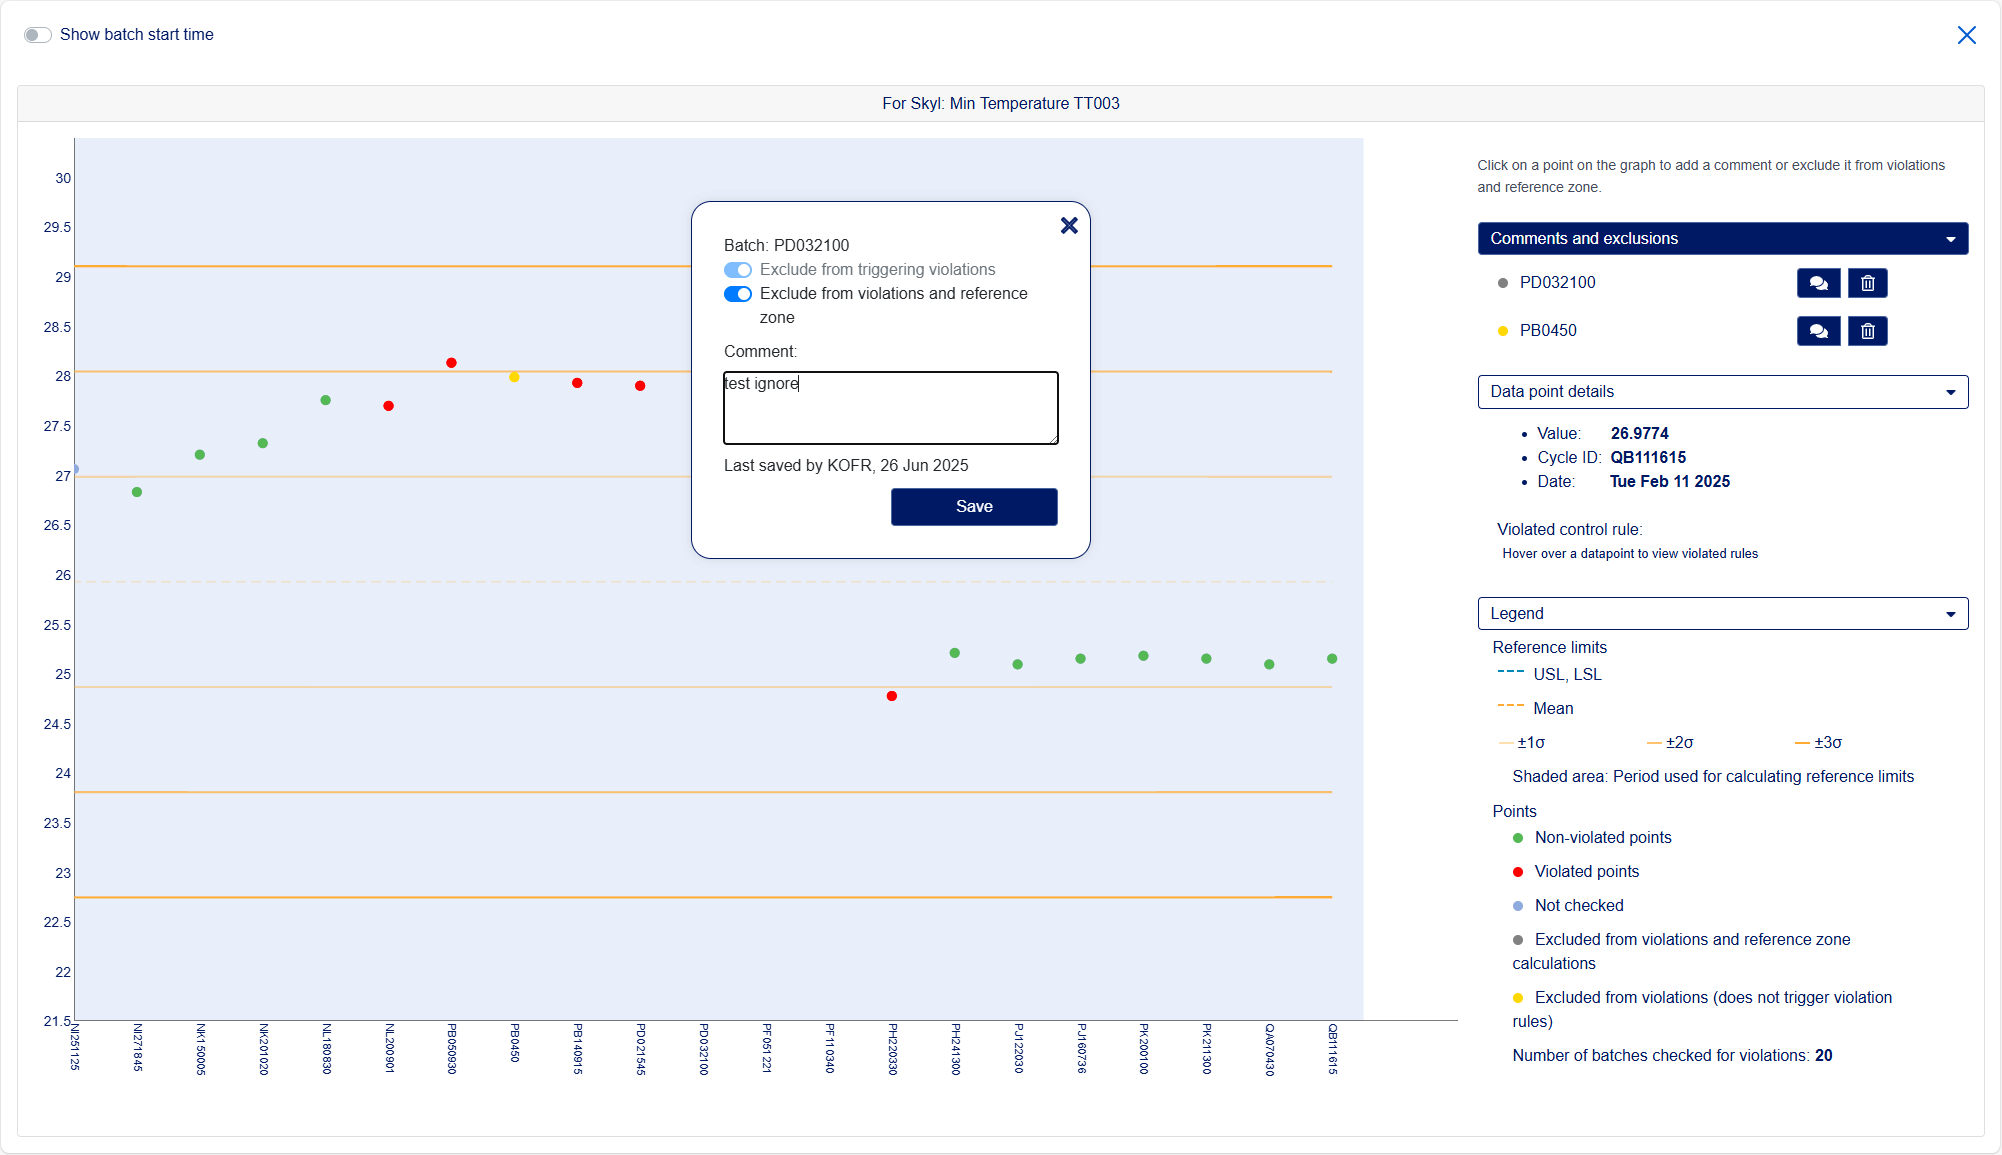 Show batch start time
For Skyl: Min Temperature TT003
30
29.5
29
28.5
28
27.5
27
26.5
26
25.5
25
24.5
24
23.5
23
22.5
22
21.5
NI251125
NI271845
NK150005
NK201020
NL180830
NL200901
PB050930
PB0450
PB140915
PD021545
PD032100
PF051221
PF110340
PH220330
PH241300
PJ122030
PJ160736
PK200100
PK211300
QA070430
QB111615
Batch: PD032100
Exclude from triggering violations
Exclude from violations and reference
zone
Comment:
test ignore
Last saved by KOFR, 26 Jun 2025
Save
Click on a point on the graph to add a comment or exclude it from violations
and reference zone.
Comments and exclusions
PD032100
PB0450
Data point details
Value: 26.9774
Cycle ID: QB111615
Date: Tue Feb 11 2025
Violated control rule:
Hover over a datapoint to view violated rules
Legend
Reference limits
USL, LSL
Mean
±1σ ±2σ ±3σ
Shaded area: Period used for calculating reference limits
Points
Non-violated points
Violated points
Not checked
Excluded from violations and reference zone
calculations
Excluded from violations (does not trigger violation
rules)
Number of batches checked for violations: 20